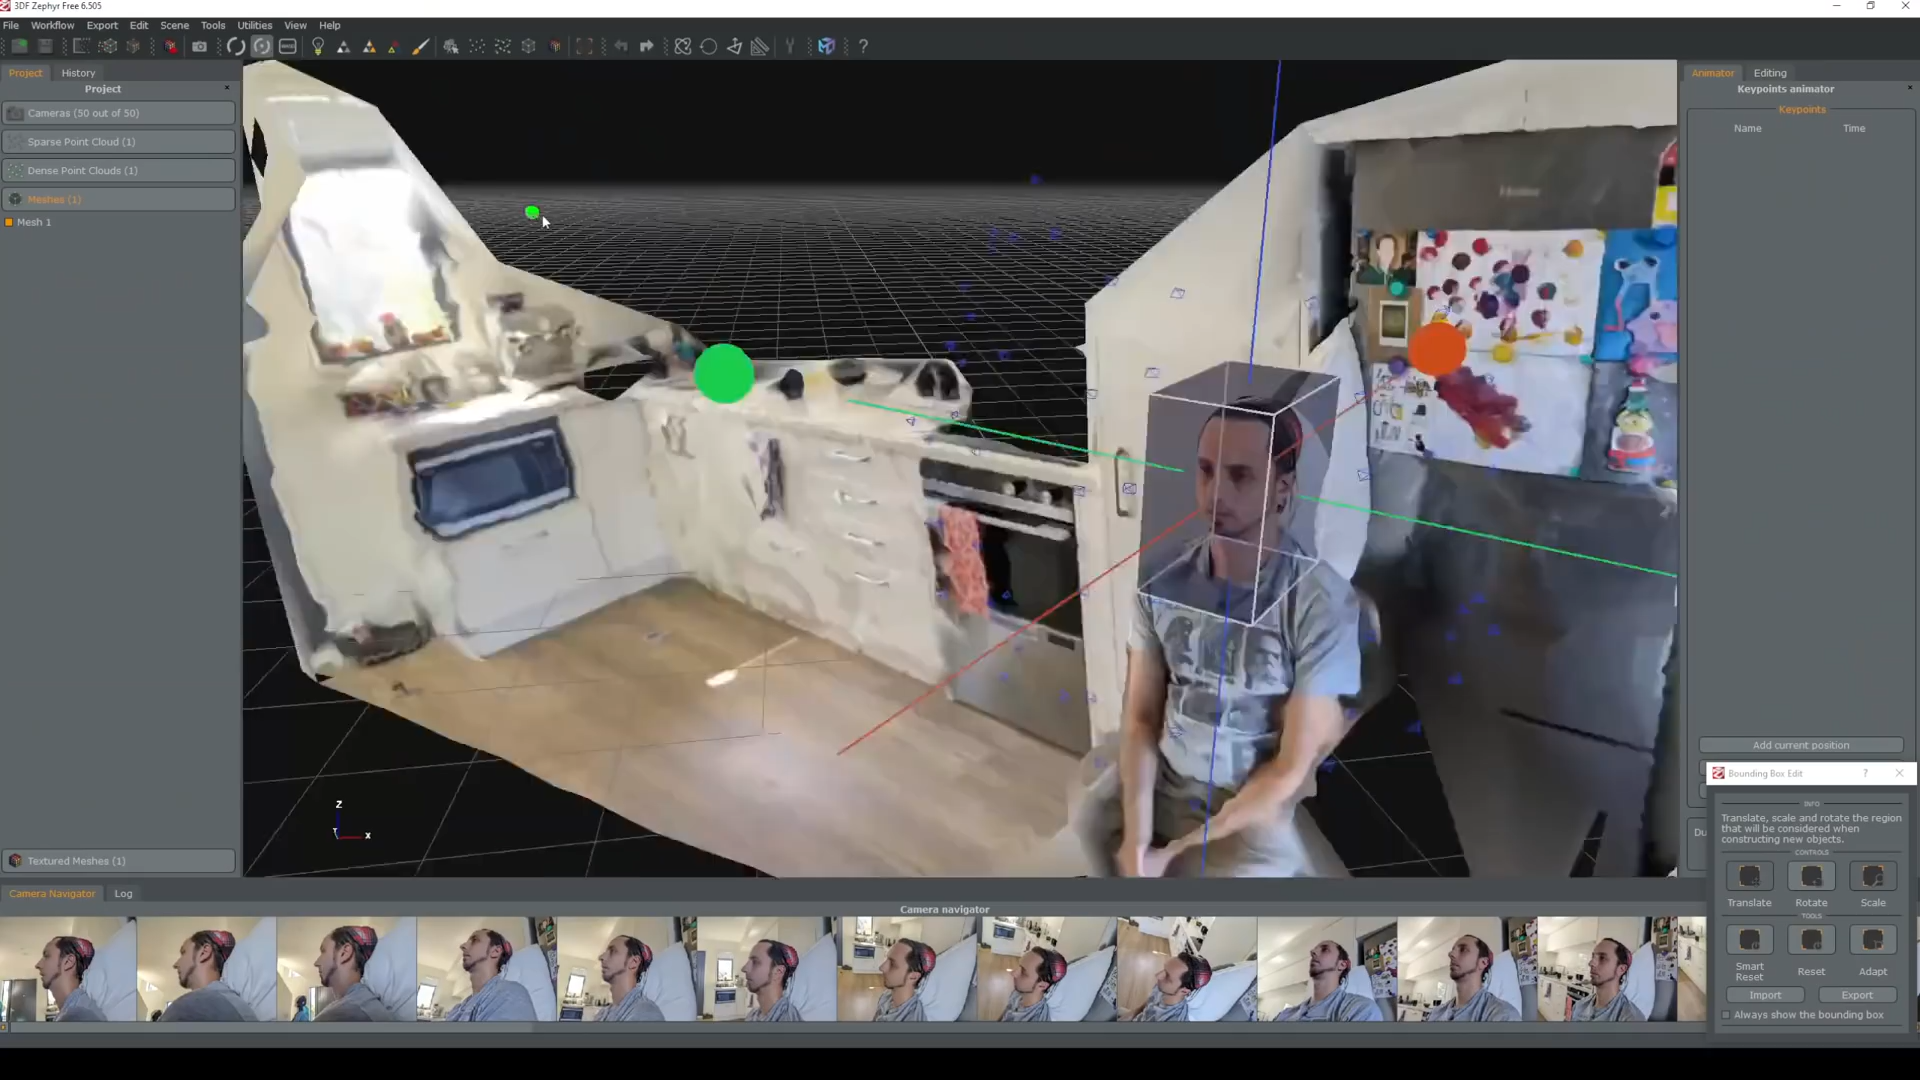 3DF Zephyr Free 6.505
File Workflow Export Edit Scene Tools Utilities View Help
Project History
Project
Cameras (50 out of 50)
Sparse Point Cloud (1)
Dense Point Clouds (1)
Meshes (1)
Mesh 1
Textured Meshes (1)
Z
X
Animator Editing
Keypoints animator
Keypoints
Name Time
Add current position
Bounding Box Edit
INFO
Translate, scale and rotate the region
that will be considered when
constructing new objects.
CONTROLS
Translate Rotate Scale
TOOLS
Smart Reset Reset Adapt
Import Export
Always show the bounding box
Camera Navigator Log
Camera navigator